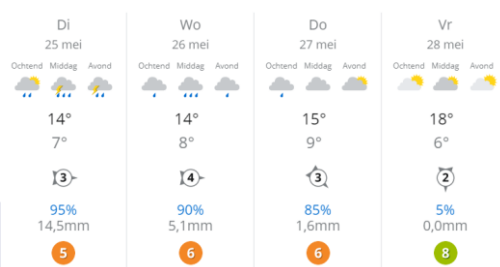 Di Wo Do Vr
25 mei 26 mei 27 mei 28 mei
Ochtend Middag Avond Ochtend Middag Avond Ochtend Middag Avond Ochtend Middag Avond
14° 14° 15° 18°
7° 8° 9° 6°
3 4 3 2
95% 90% 85% 5%
14,5mm 5,1mm 1,6mm 0,0mm
5 6 6 8